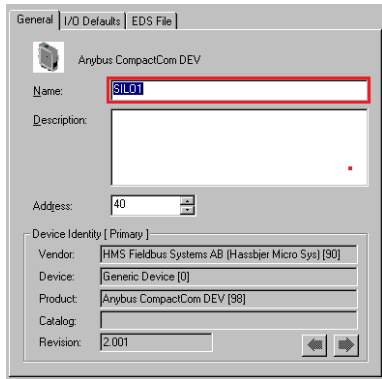 General I/O Defaults EDS File
Anybus CompactCom DEV
Name: SILO1
Description:
Address: 40
Device Identity [ Primary ]
Vendor: HMS Fieldbus Systems AB (Hassbjer Micro Sys) [90]
Device: Generic Device [0]
Product: Anybus CompactCom DEV [98]
Catalog:
Revision: 2.001